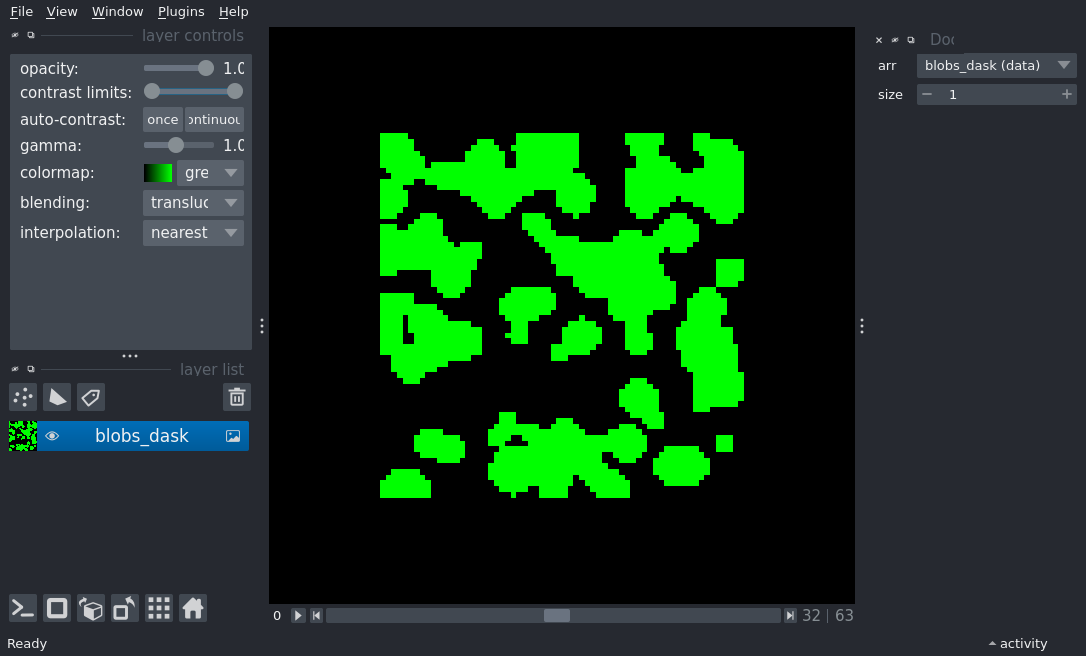 File View Window Plugins Help
layer controls
opacity: 1.0
contrast limits:
auto-contrast: once ontinuou
gamma: 1.0
colormap: gre
blending: transluc
interpolation: nearest
layer list
blobs_dask
0 32 | 63
Ready
activity
Doc
arr blobs_dask (data)
size 1